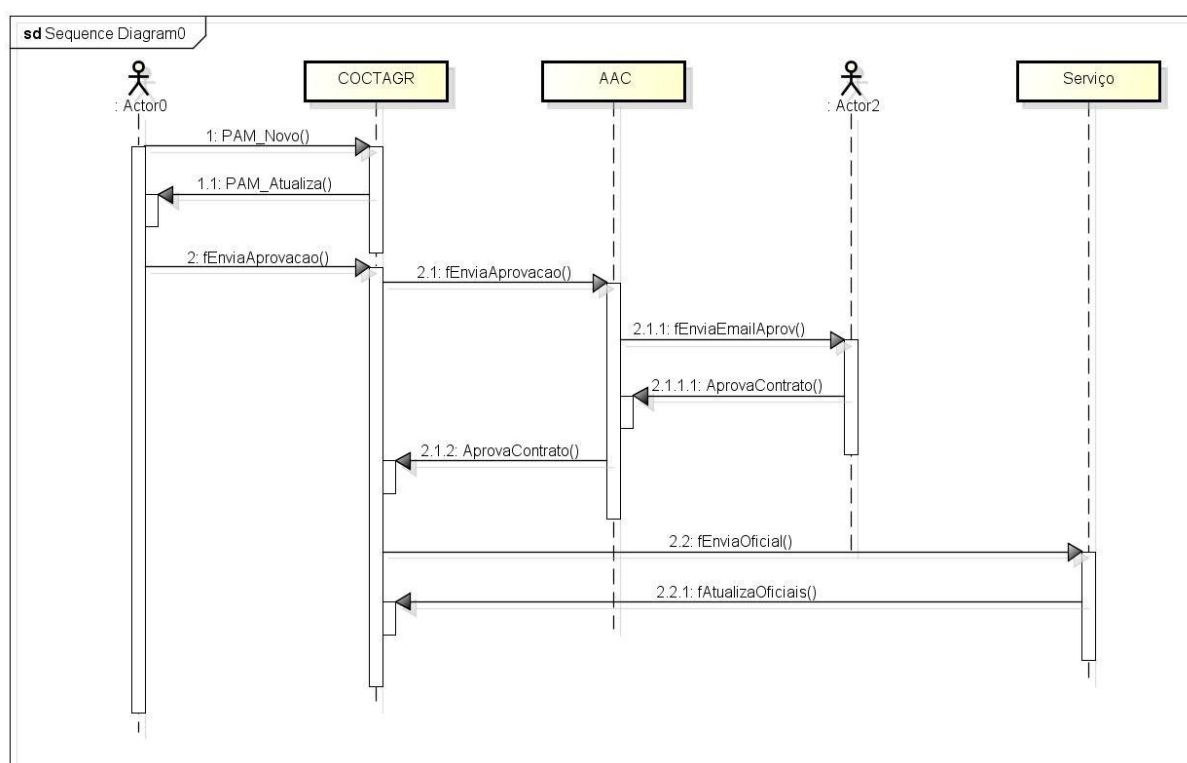 sd Sequence Diagram0
: Actor0
COCTAGR
AAC
: Actor2
Serviço
1: PAM_Novo()
1.1: PAM_Atualiza()
2: fEnviaAprovacao()
2.1: fEnviaAprovacao()
2.1.1: fEnviaEmailAprov()
2.1.1.1: AprovaContrato()
2.1.2: AprovaContrato()
2.2: fEnviaOficial()
2.2.1: fAtualizaOficiais()